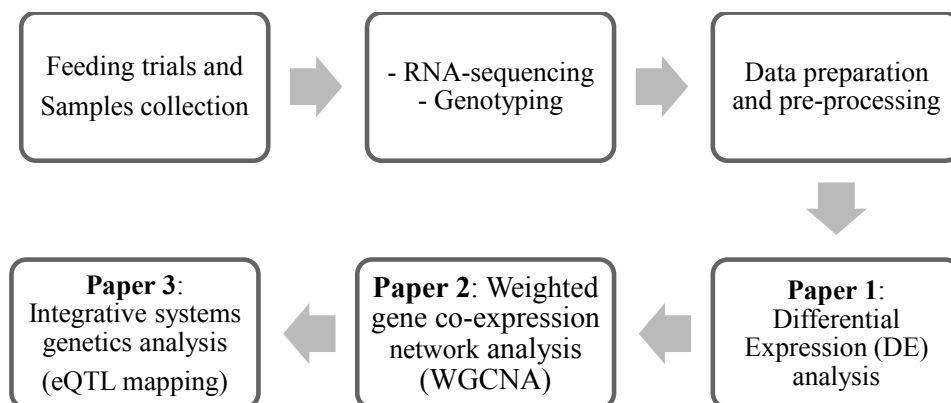 Feeding trials and
Samples collection
- RNA-sequencing
- Genotyping
Data preparation
and pre-processing
Paper 1:
Differential
Expression (DE)
analysis
Paper 2: Weighted
gene co-expression
network analysis
(WGCNA)
Paper 3:
Integrative systems
genetics analysis
(eQTL mapping)